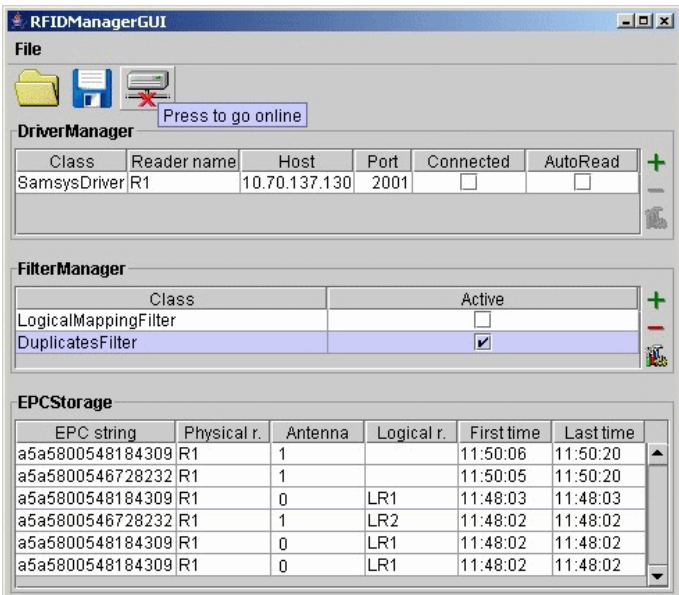 RFIDManagerGUI
File
Press to go online
DriverManager
Class Reader name Host Port Connected AutoRead
SamsysDriver R1 10.70.137.130 2001
FilterManager
Class Active
LogicalMappingFilter
DuplicatesFilter
EPCStorage
EPC string Physical r. Antenna Logical r. First time Last time
a5a5800548184309 R1 1 11:50:06 11:50:20
a5a5800546728232 R1 1 11:50:05 11:50:20
a5a5800548184309 R1 0 LR1 11:48:03 11:48:03
a5a5800546728232 R1 1 LR2 11:48:02 11:48:02
a5a5800548184309 R1 0 LR1 11:48:02 11:48:02
a5a5800548184309 R1 0 LR1 11:48:02 11:48:02